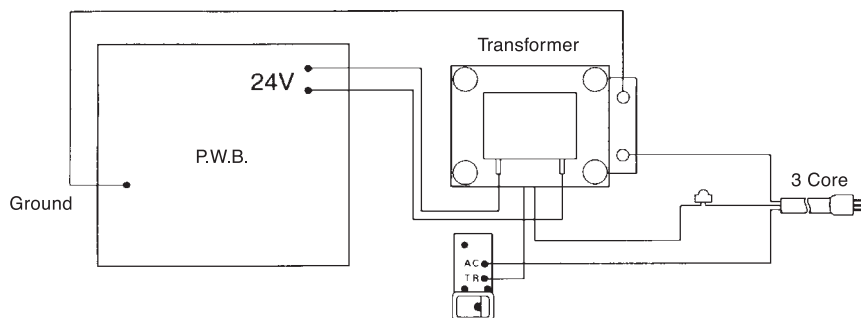 Transformer
24V
P.W.B.
3 Core
Ground
AC
TR